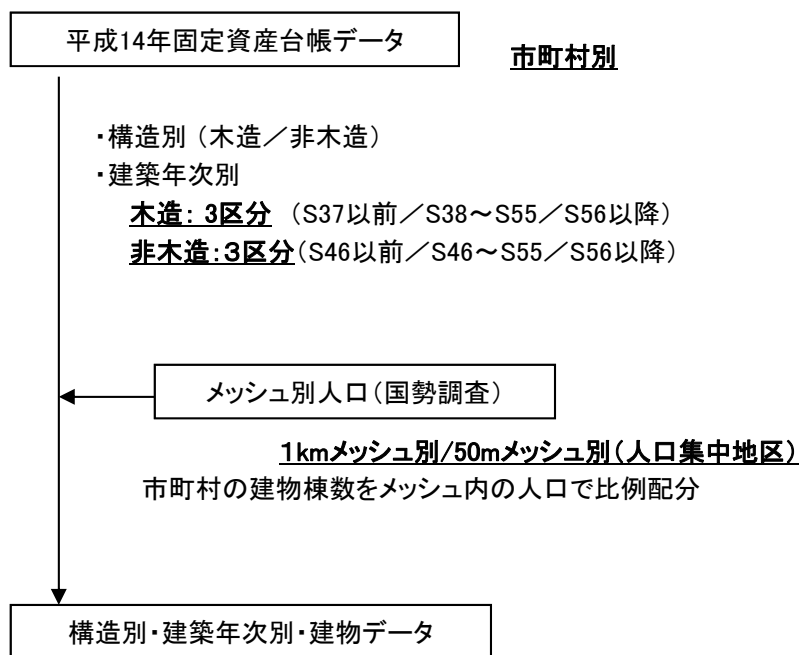 平成14年固定資産台帳データ
市町村別
・構造別（木造／非木造）
・建築年次別
木造：3区分（S37以前／S38～S55／S56以降）
非木造：３区分(S46以前／S46～S55／S56以降）
メッシュ別人口（国勢調査）
1kmメッシュ別/50mメッシュ別（人口集中地区）
市町村の建物棟数をメッシュ内の人口で比例配分
構造別・建築年次別・建物データ